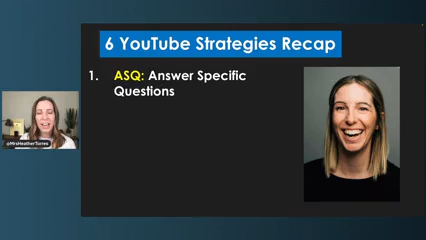 6 YouTube Strategies Recap
1. ASQ: Answer Specific
Questions
@MrsHeatherTorres